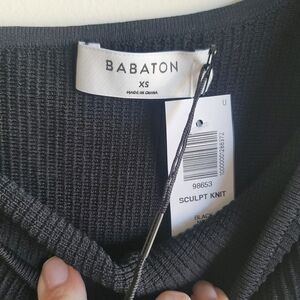 BABATON
XS
MADE IN CHINA
U
98653
SCULPT KNIT
BLACK